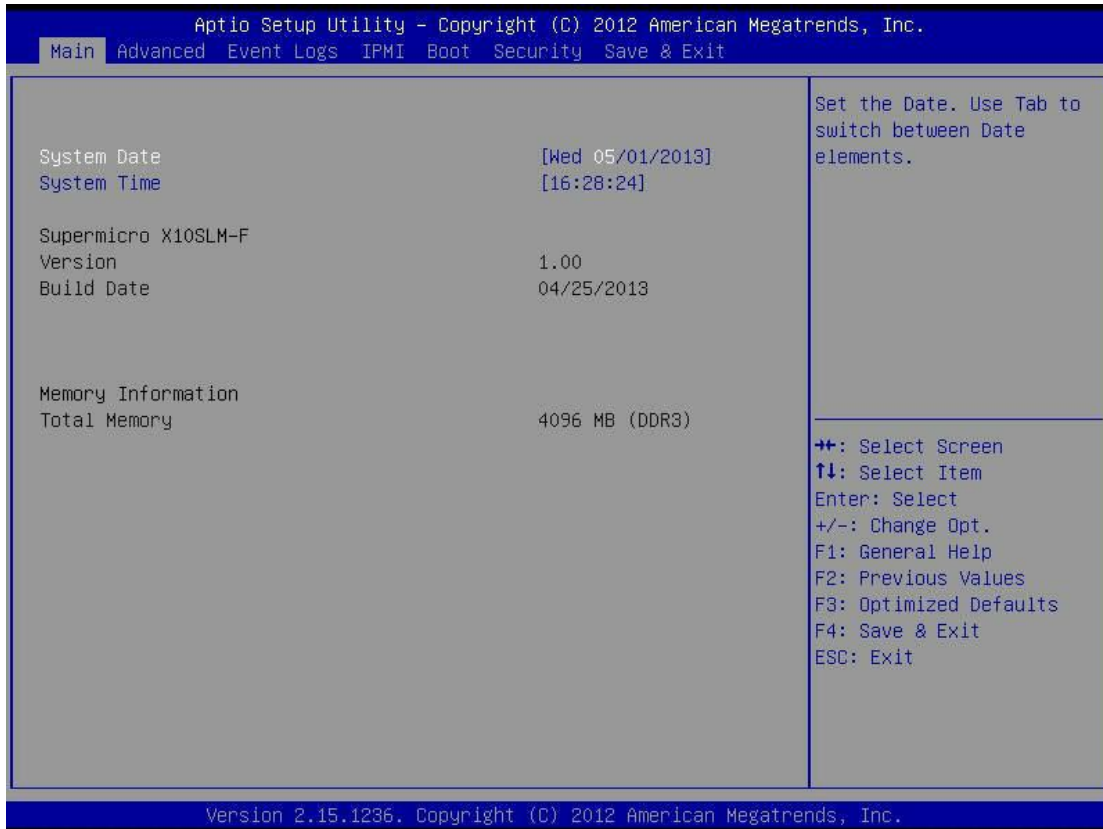 Aptio Setup Utility – Copyright (C) 2012 American Megatrends, Inc.
Main Advanced Event Logs IPMI Boot Security Save & Exit
System Date [Wed 05/01/2013]
System Time [16:28:24]
Supermicro X10SLM-F
Version 1.00
Build Date 04/25/2013
Memory Information
Total Memory 4096 MB (DDR3)
Set the Date. Use Tab to
switch between Date
elements.
→←: Select Screen
↑↓: Select Item
Enter: Select
+/-: Change Opt.
F1: General Help
F2: Previous Values
F3: Optimized Defaults
F4: Save & Exit
ESC: Exit
Version 2.15.1236. Copyright (C) 2012 American Megatrends, Inc.